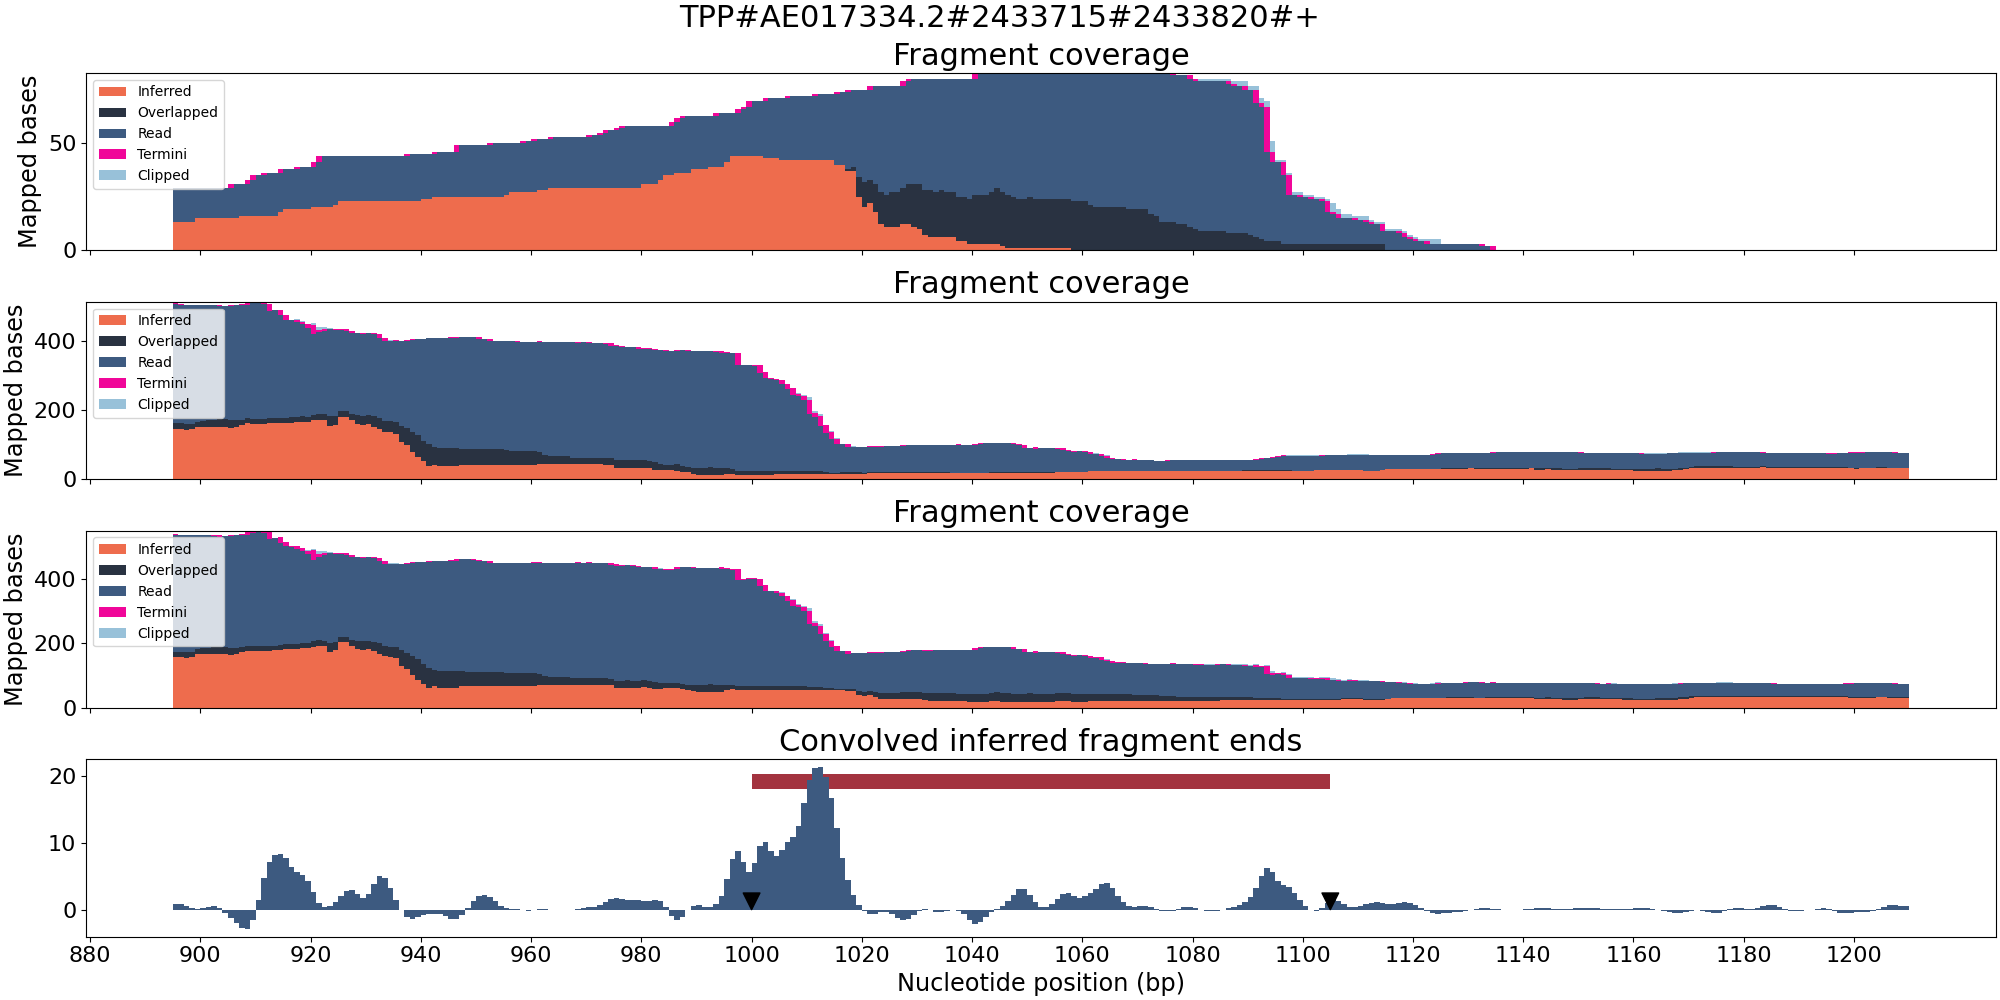 TPP#AE017334.2#2433715#2433820#+
Fragment coverage
Mapped bases
50
0
Inferred
Overlapped
Read
Termini
Clipped
Fragment coverage
Mapped bases
400
200
0
Inferred
Overlapped
Read
Termini
Clipped
Fragment coverage
Mapped bases
400
200
0
Inferred
Overlapped
Read
Termini
Clipped
Convolved inferred fragment ends
20
10
0
880 900 920 940 960 980 1000 1020 1040 1060 1080 1100 1120 1140 1160 1180 1200
Nucleotide position (bp)